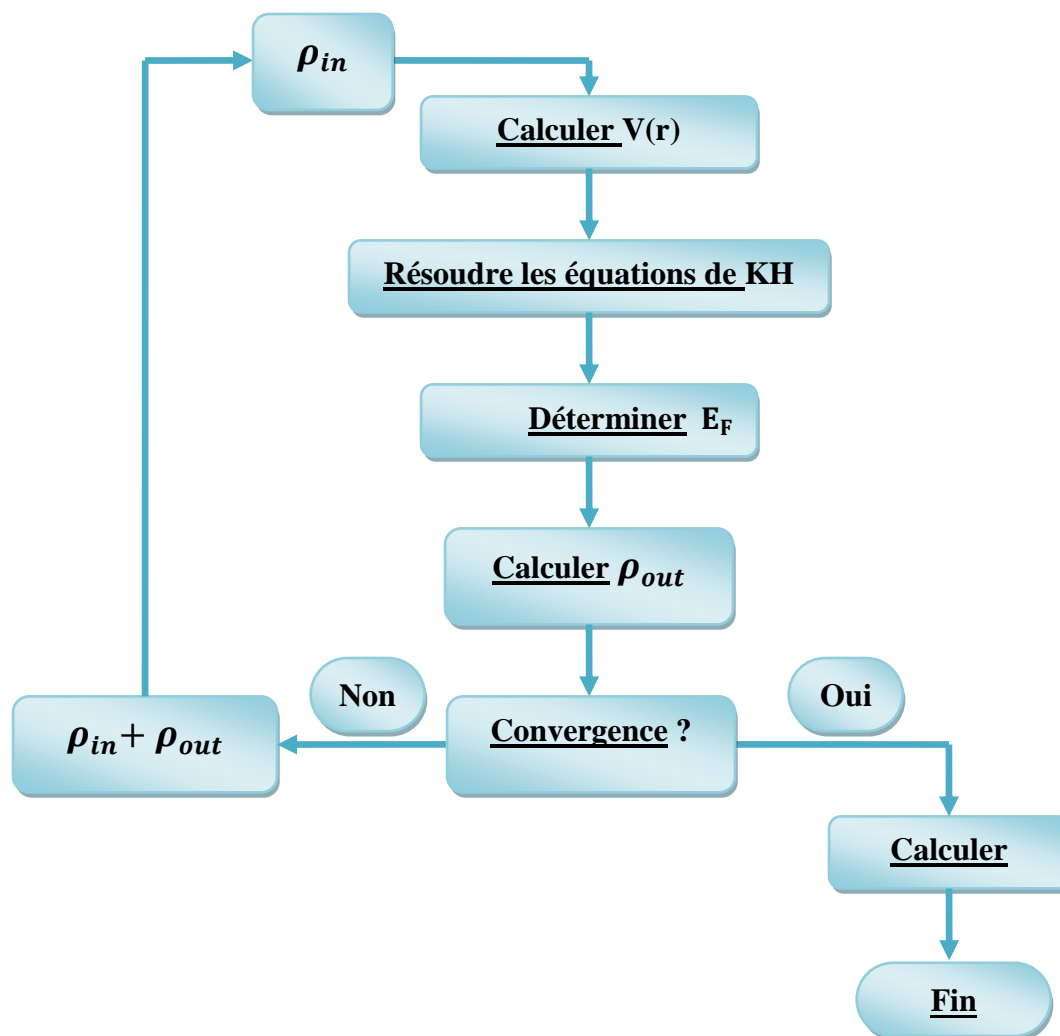 ρin
Calculer V(r)
Résoudre les équations de KH
Déterminer EF
Calculer ρout
Non
Oui
ρin+ ρout
Convergence ?
Calculer
Fin